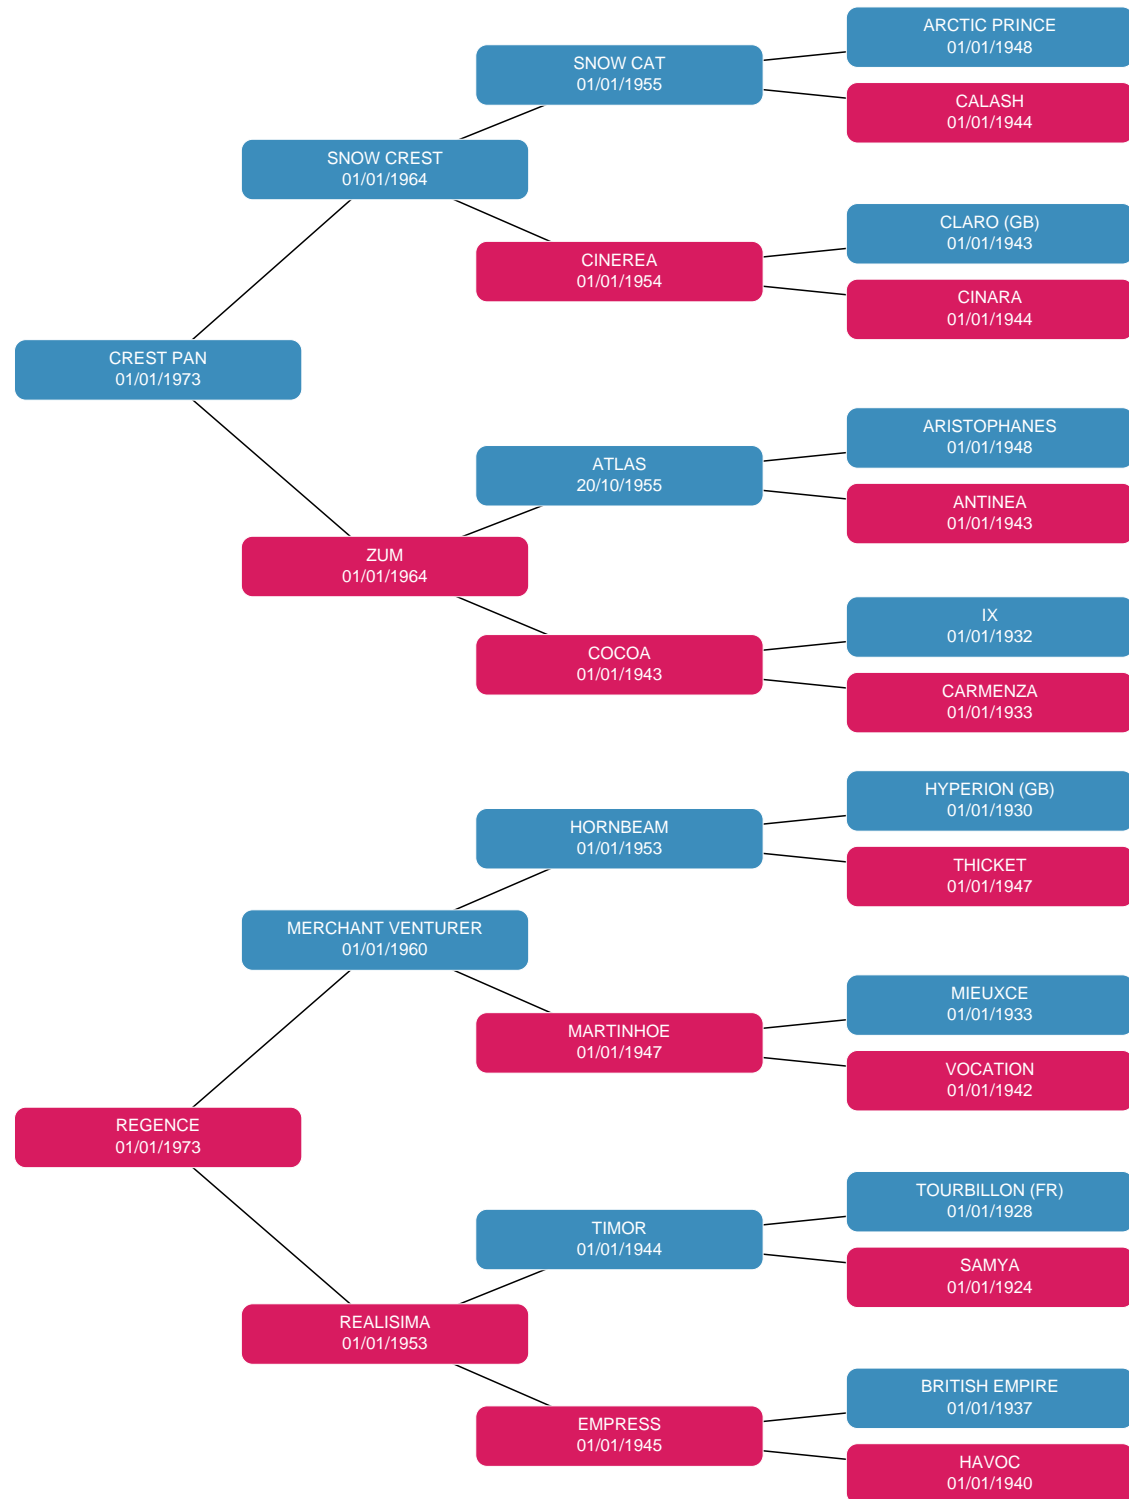 ARCTIC PRINCE
01/01/1948
SNOW CAT
01/01/1955
CALASH
01/01/1944
SNOW CREST
01/01/1964
CLARO (GB)
01/01/1943
CINEREA
01/01/1954
CINARA
01/01/1944
CREST PAN
01/01/1973
ARISTOPHANES
01/01/1948
ATLAS
20/10/1955
ANTINEA
01/01/1943
ZUM
01/01/1964
IX
01/01/1932
COCOA
01/01/1943
CARMENZA
01/01/1933
HYPERION (GB)
01/01/1930
HORNBEAM
01/01/1953
THICKET
01/01/1947
MERCHANT VENTURER
01/01/1960
MIEUXCE
01/01/1933
MARTINHOE
01/01/1947
VOCATION
01/01/1942
REGENCE
01/01/1973
TOURBILLON (FR)
01/01/1928
TIMOR
01/01/1944
SAMYA
01/01/1924
REALISIMA
01/01/1953
BRITISH EMPIRE
01/01/1937
EMPRESS
01/01/1945
HAVOC
01/01/1940